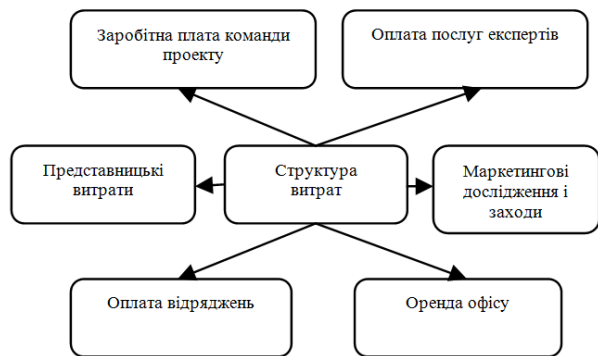 Заробітна плата команди
проекту
Оплата послуг експертів
Представницькі
витрати
Структура
витрат
Маркетингові
дослідження і
заходи
Оплата відряджень
Оренда офісу